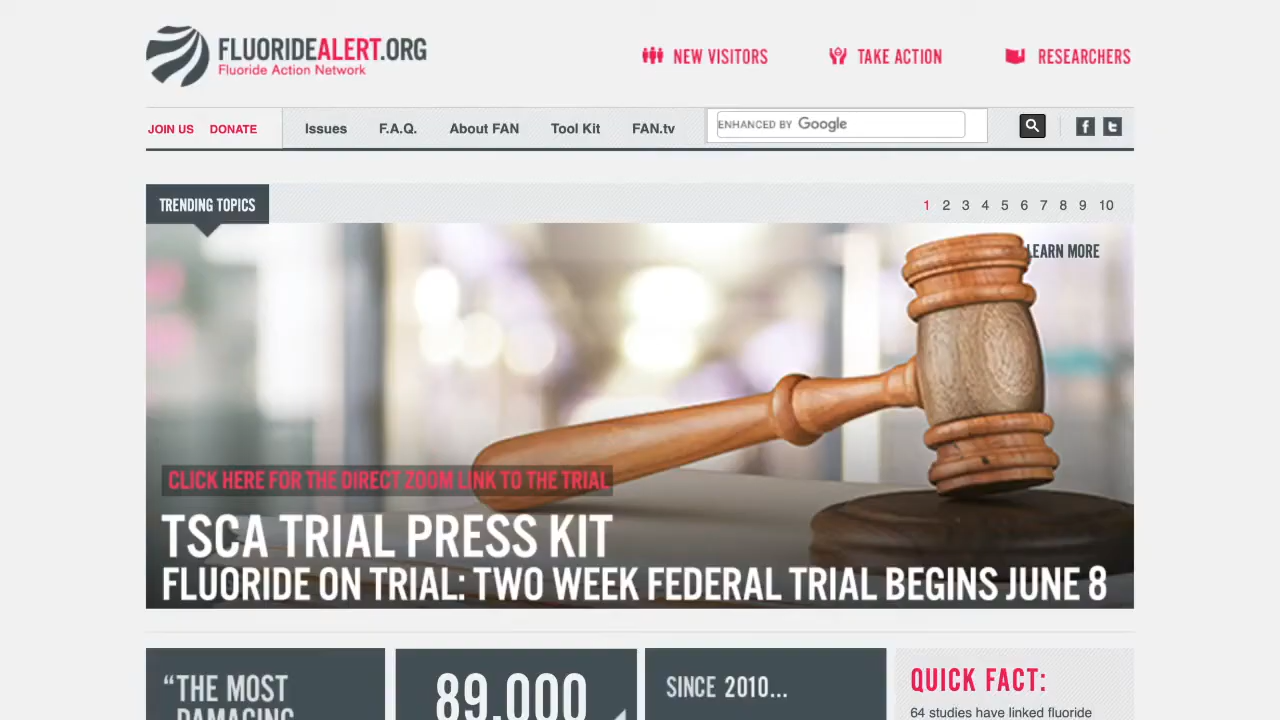 FLUORIDEALERT.ORG
Fluoride Action Network
NEW VISITORS
TAKE ACTION
RESEARCHERS
JOIN US
DONATE
Issues
F.A.Q.
About FAN
Tool Kit
FAN.tv
ENHANCED BY Google
f
t
TRENDING TOPICS
1 2 3 4 5 6 7 8 9 10
LEARN MORE
CLICK HERE FOR THE DIRECT ZOOM LINK TO THE TRIAL
TSCA TRIAL PRESS KIT
FLUORIDE ON TRIAL: TWO WEEK FEDERAL TRIAL BEGINS JUNE 8
“THE MOST
DAMAGING
89,000
SINCE 2010...
QUICK FACT:
64 studies have linked fluoride